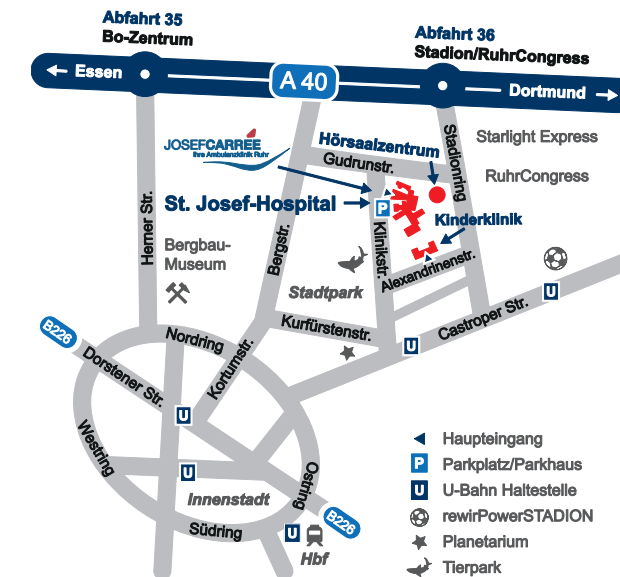 Abfahrt 35
Bo-Zentrum
Abfahrt 36
Stadion/RuhrCongress
Essen
A 40
Dortmund
JOSEFCARRÉE
Ihre Ambulanzklinik Ruhr
Hörsaalzentrum
Gudrunstr.
Stadionring
Starlight Express
RuhrCongress
St. Josef-Hospital
P
Kinderklinik
Herner Str.
Bergstr.
Klinikstr.
Bergbau-
Museum
Stadtpark
Alexandrinenstr.
U
Castroper Str.
B226
Nordring
Kurfürstenstr.
U
Dorstener Str.
Kortumstr.
U
Westring
U
Innenstadt
Ostring
Südring
B226
U
Hbf
Haupteingang
P Parkplatz/Parkhaus
U U-Bahn Haltestelle
rewirPowerSTADION
Planetarium
Tierpark